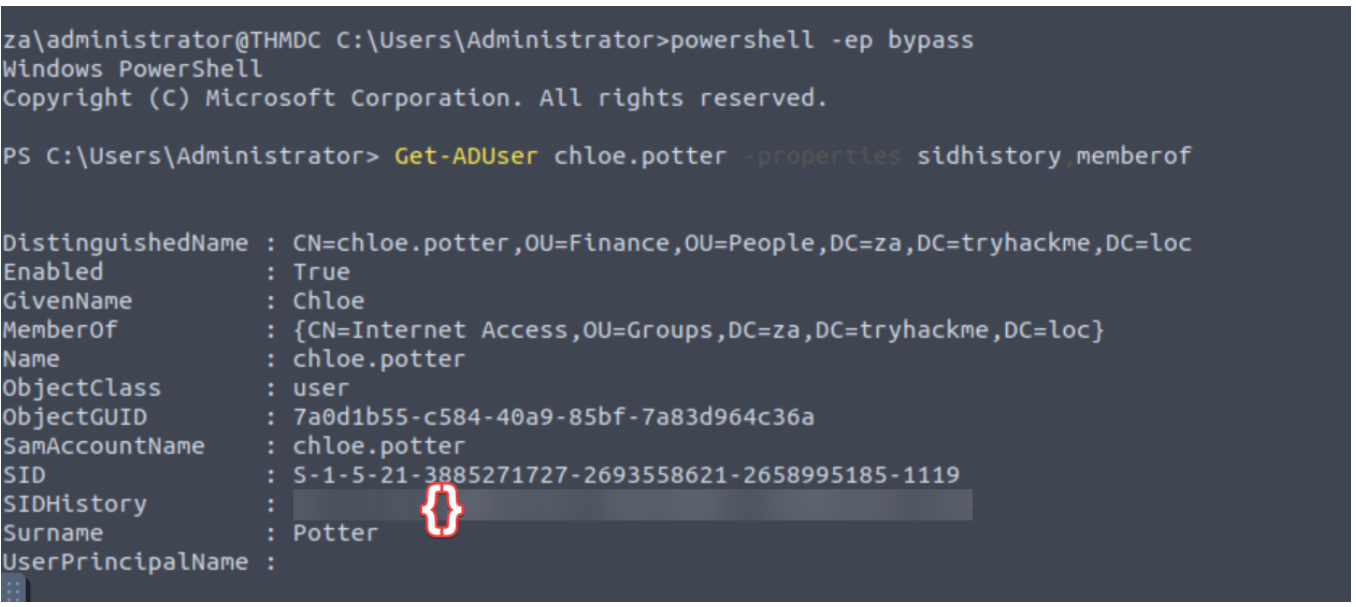 za\administrator@THMDC C:\Users\Administrator>powershell -ep bypass
Windows PowerShell
Copyright (C) Microsoft Corporation. All rights reserved.
PS C:\Users\Administrator> Get-ADUser chloe.potter -properties sidhistory,memberof
DistinguishedName : CN=chloe.potter,OU=Finance,OU=People,DC=za,DC=tryhackme,DC=loc
Enabled : True
GivenName : Chloe
MemberOf : {CN=Internet Access,OU=Groups,DC=za,DC=tryhackme,DC=loc}
Name : chloe.potter
ObjectClass : user
ObjectGUID : 7a0d1b55-c584-40a9-85bf-7a83d964c36a
SamAccountName : chloe.potter
SID : S-1-5-21-3885271727-2693558621-2658995185-1119
SIDHistory : {}
Surname : Potter
UserPrincipalName :